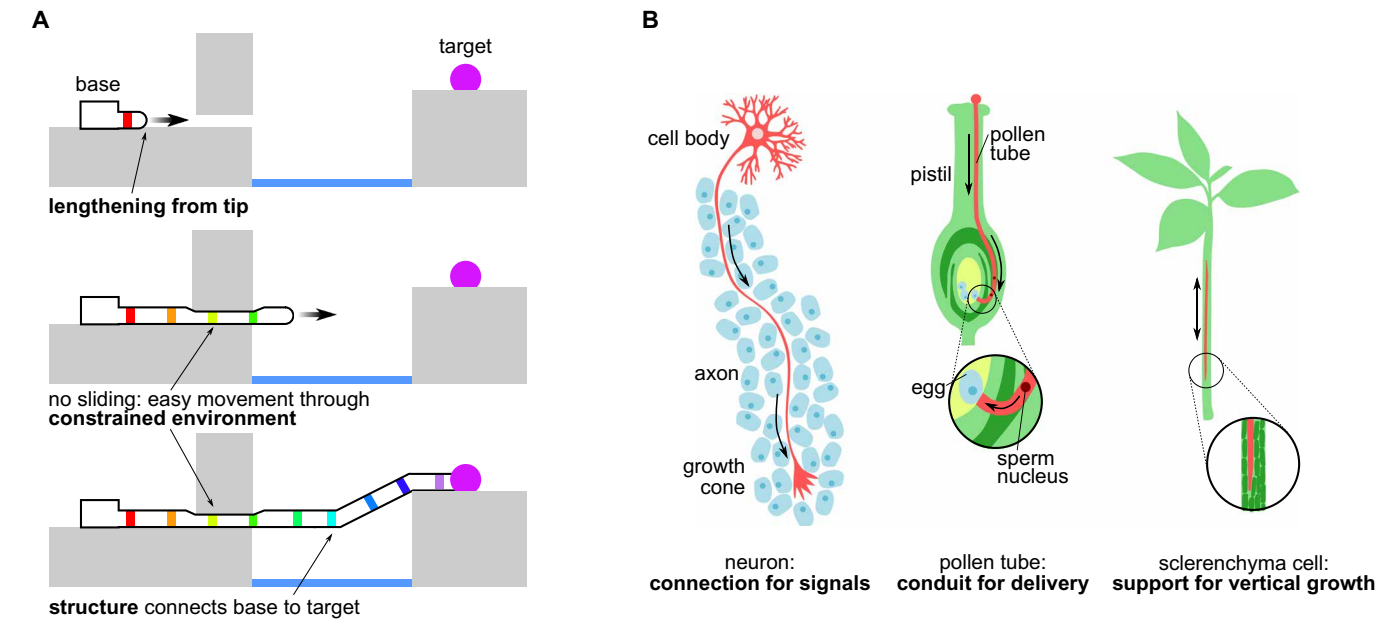 A
base
target
lengthening from tip
no sliding: easy movement through
constrained environment
structure connects base to target
B
cell body
axon
growth
cone
neuron:
connection for signals
pollen
tube
pistil
egg
sperm
nucleus
pollen tube:
conduit for delivery
sclerenchyma cell:
support for vertical growth